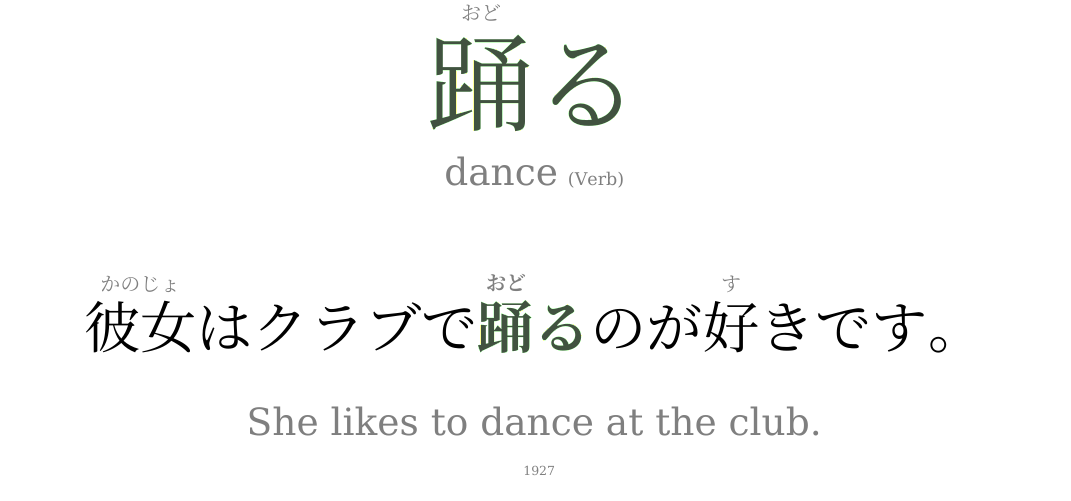 おど
踊る
dance (Verb)
かのじょ おど す
彼女はクラブで踊るのが好きです。
She likes to dance at the club.
1927